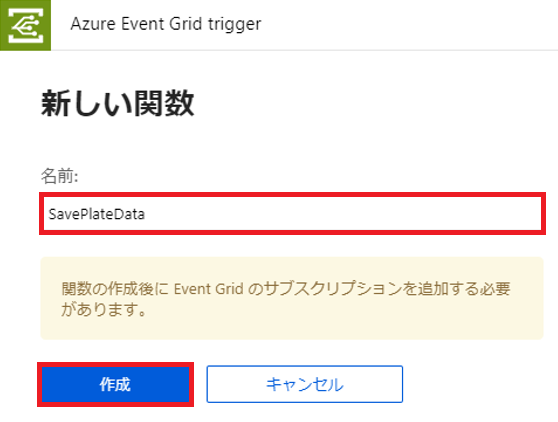 Azure Event Grid trigger
新しい関数
名前:
SavePlateData
関数の作成後に Event Grid のサブスクリプションを追加する必要
があります。
作成
キャンセル